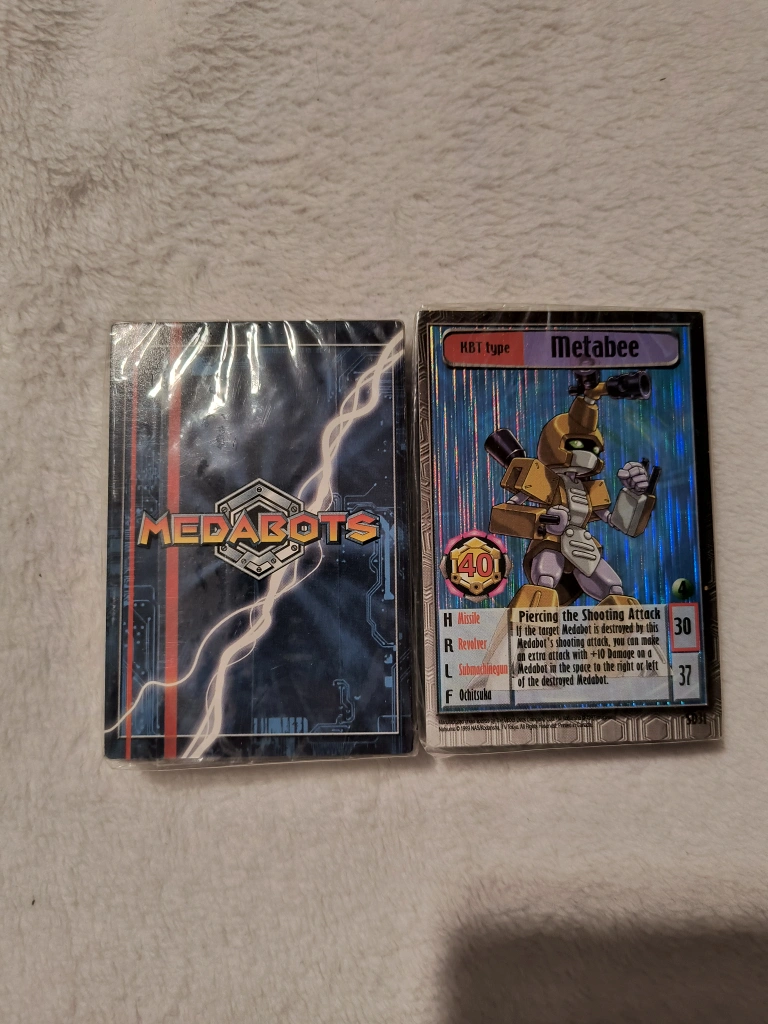 MEDABOTS
KBT type
Metabee
40
4
H Missile
R Revolver
L Submachinegun
F Ochitsuka
Piercing the Shooting Attack
If the target Medabot is destroyed by this
Medabot's shooting attack, you can make
an extra attack with +10 Damage on a
Medabot in the space to the right or left
of the destroyed Medabot.
30
37